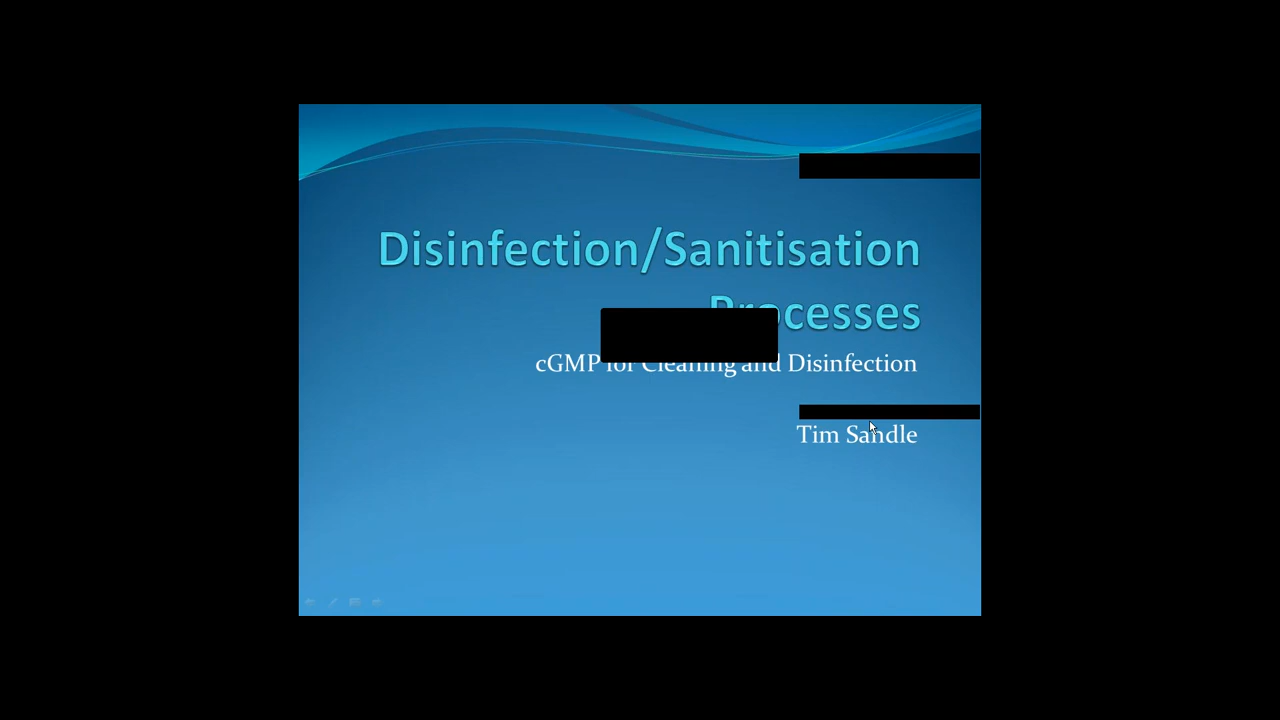 Disinfection/Sanitisation
Processes
cGMP for Cleaning and Disinfection
Tim Sandle